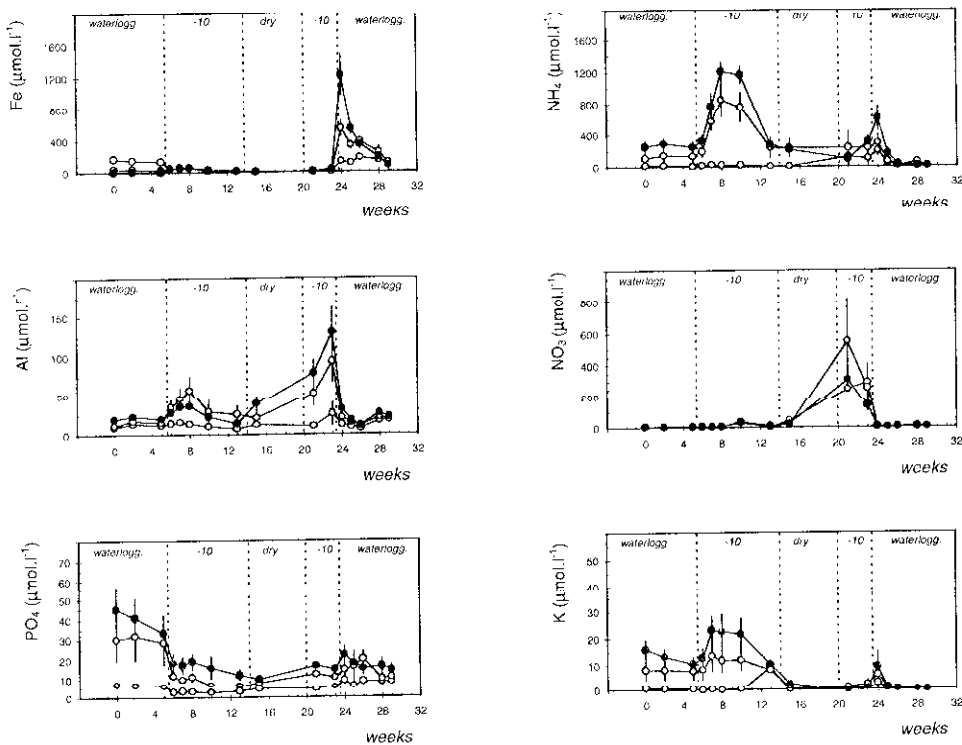 waterlogg. -10 dry -10 waterlogg.
Fe (µmol.l⁻¹)
1600
1200
800
400
0
0 4 8 12 16 20 24 28 32
weeks
waterlogg. -10 dry 10 waterlogg.
NH₄ (µmol.l⁻¹)
1600
1200
800
400
0
0 4 8 12 16 20 24 28 32
weeks
waterlogg. -10 dry -10 waterlogg.
Al (µmol.l⁻¹)
150
100
50
0
0 4 8 12 16 20 24 28 32
weeks
waterlogg. -10 dry -10 waterlogg.
NO₃ (µmol.l⁻¹)
800
600
400
200
0
0 4 8 12 16 20 24 28 32
weeks
waterlogg. -10 dry -10 waterlogg.
PO₄ (µmol.l⁻¹)
70
60
50
40
30
20
10
0
0 4 8 12 16 20 24 28 32
weeks
waterlogg. -10 dry -10 waterlogg.
K (µmol.l⁻¹)
50
40
30
20
10
0
0 4 8 12 16 20 24 28 32
weeks